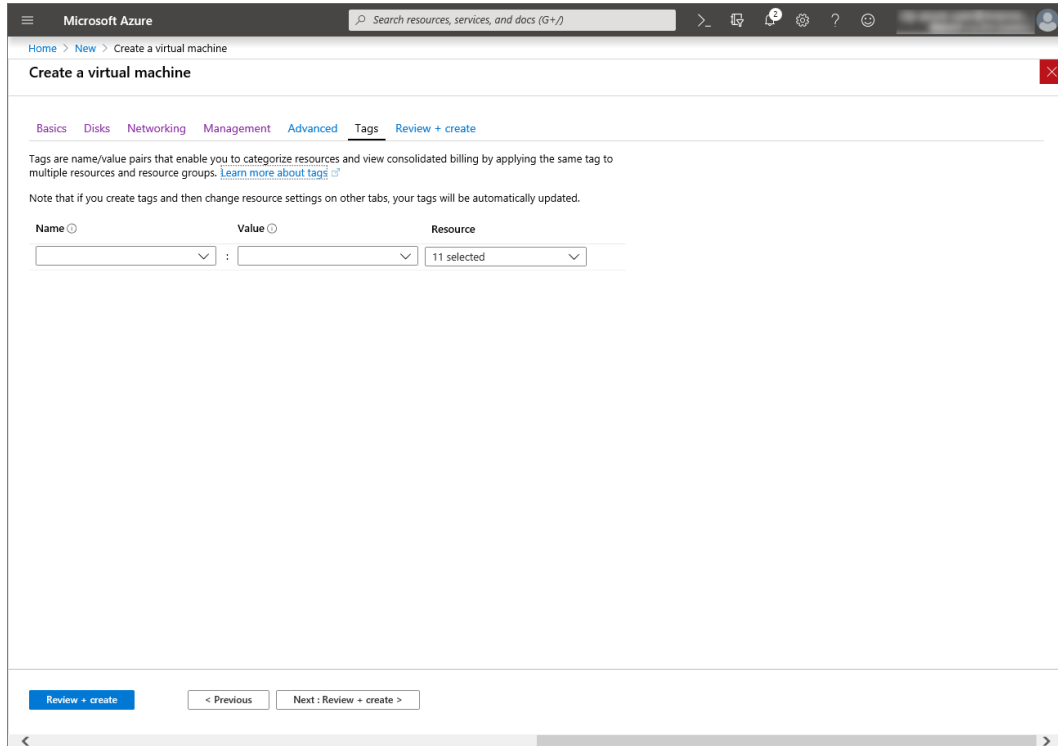 Microsoft Azure
Search resources, services, and docs (G+/)
2
Home > New > Create a virtual machine
Create a virtual machine
Basics Disks Networking Management Advanced Tags Review + create
Tags are name/value pairs that enable you to categorize resources and view consolidated billing by applying the same tag to
multiple resources and resource groups. Learn more about tags
Note that if you create tags and then change resource settings on other tabs, your tags will be automatically updated.
Name Value Resource
: 11 selected
Review + create < Previous Next : Review + create >